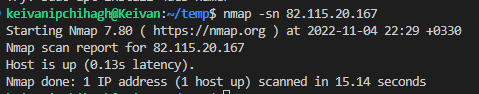 keivanipchihagh@Keivan:~/temp$ nmap -sn 82.115.20.167
Starting Nmap 7.80 ( https://nmap.org ) at 2022-11-04 22:29 +0330
Nmap scan report for 82.115.20.167
Host is up (0.13s latency).
Nmap done: 1 IP address (1 host up) scanned in 15.14 seconds